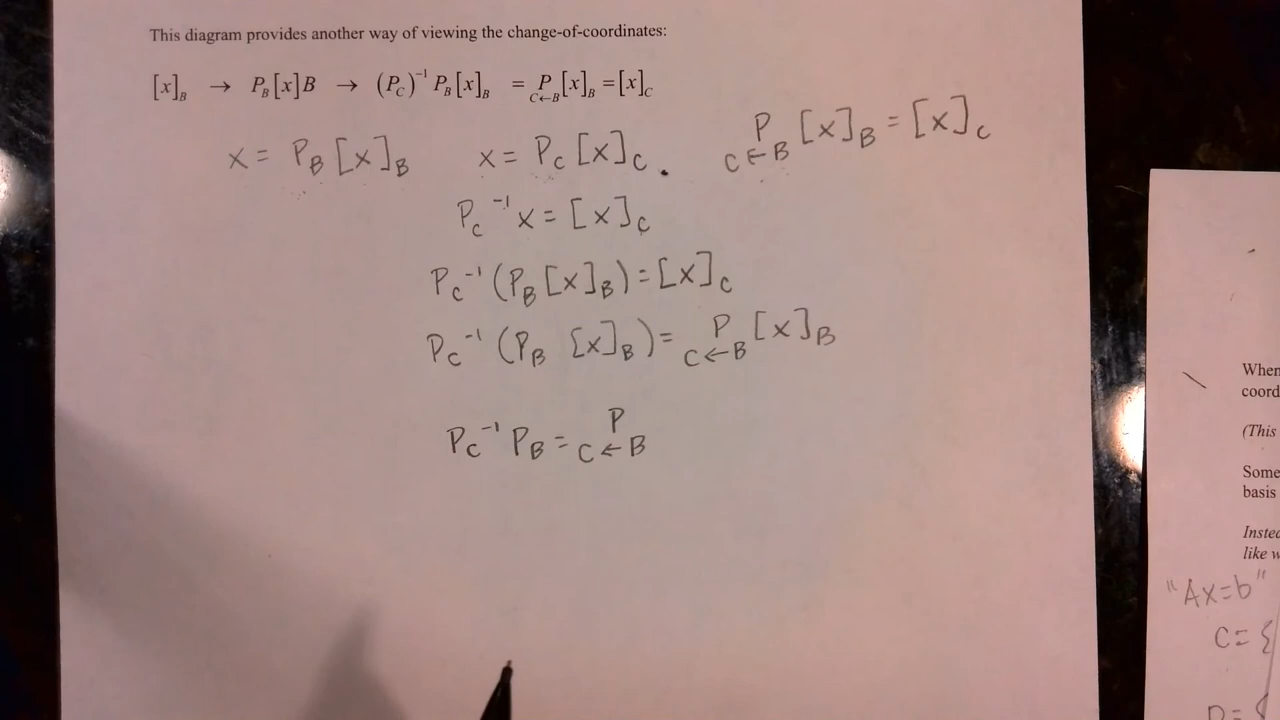 This diagram provides another way of viewing the change-of-coordinates:
[x]_B → P_B[x]B → (P_C)^{-1} P_B[x]_B = P_{C←B}[x]_B = [x]_C
x = P_B [x]_B   x = P_C [x]_C .   P_{C←B} [x]_B = [x]_C
P_C^{-1} x = [x]_C
P_C^{-1} (P_B [x]_B) = [x]_C
P_C^{-1} (P_B [x]_B) = P_{C←B} [x]_B
P_C^{-1} P_B = P_{C←B}
When
coord
(This
Some
basis
Instea
like w
"Ax=b"
C= {